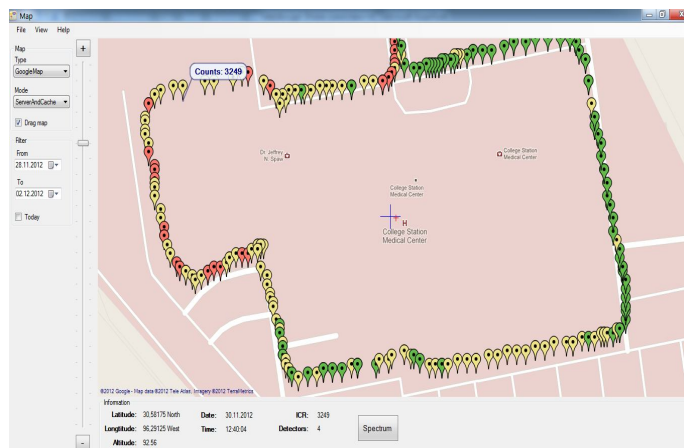 Map
File View Help
Map
Type
GoogleMap
Mode
ServerAndCache
Drag map
Filter
From
28.11.2012
To
02.12.2012
Today
+
-
Counts: 3249
Dr. Jeffrey
N. Spaw
College Station
Medical Center
College Station
Medical Center
H
College Station
Medical Center
©2012 Google - Map data ©2012 Tele Atlas, Imagery ©2012 TerraMetrics
Information
Latitude: 30,58175 North Date: 30.11.2012 ICR: 3249
Longtitude: 96,29125 West Time: 12:40:04 Detectors: 4
Altitude: 92.56
Spectrum